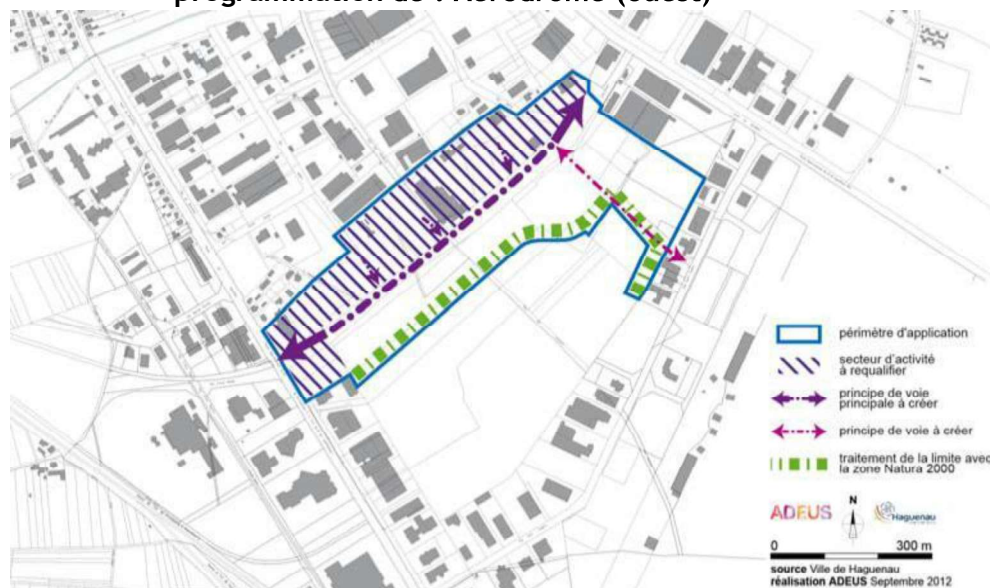 programmation de l'Aérodrome (ouest)
périmètre d'application
secteur d'activité
à requalifier
principe de voie
principale à créer
principe de voie à créer
traitement de la limite avec
la zone Natura 2000
ADEUS
N
Haguenau
0 300 m
source Ville de Haguenau
réalisation ADEUS Septembre 2012